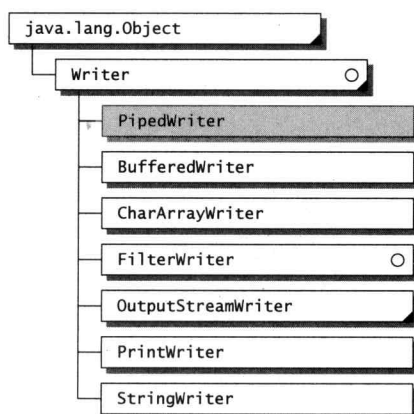 java.lang.Object
Writer
PipedWriter
BufferedWriter
CharArrayWriter
FilterWriter
OutputStreamWriter
PrintWriter
StringWriter